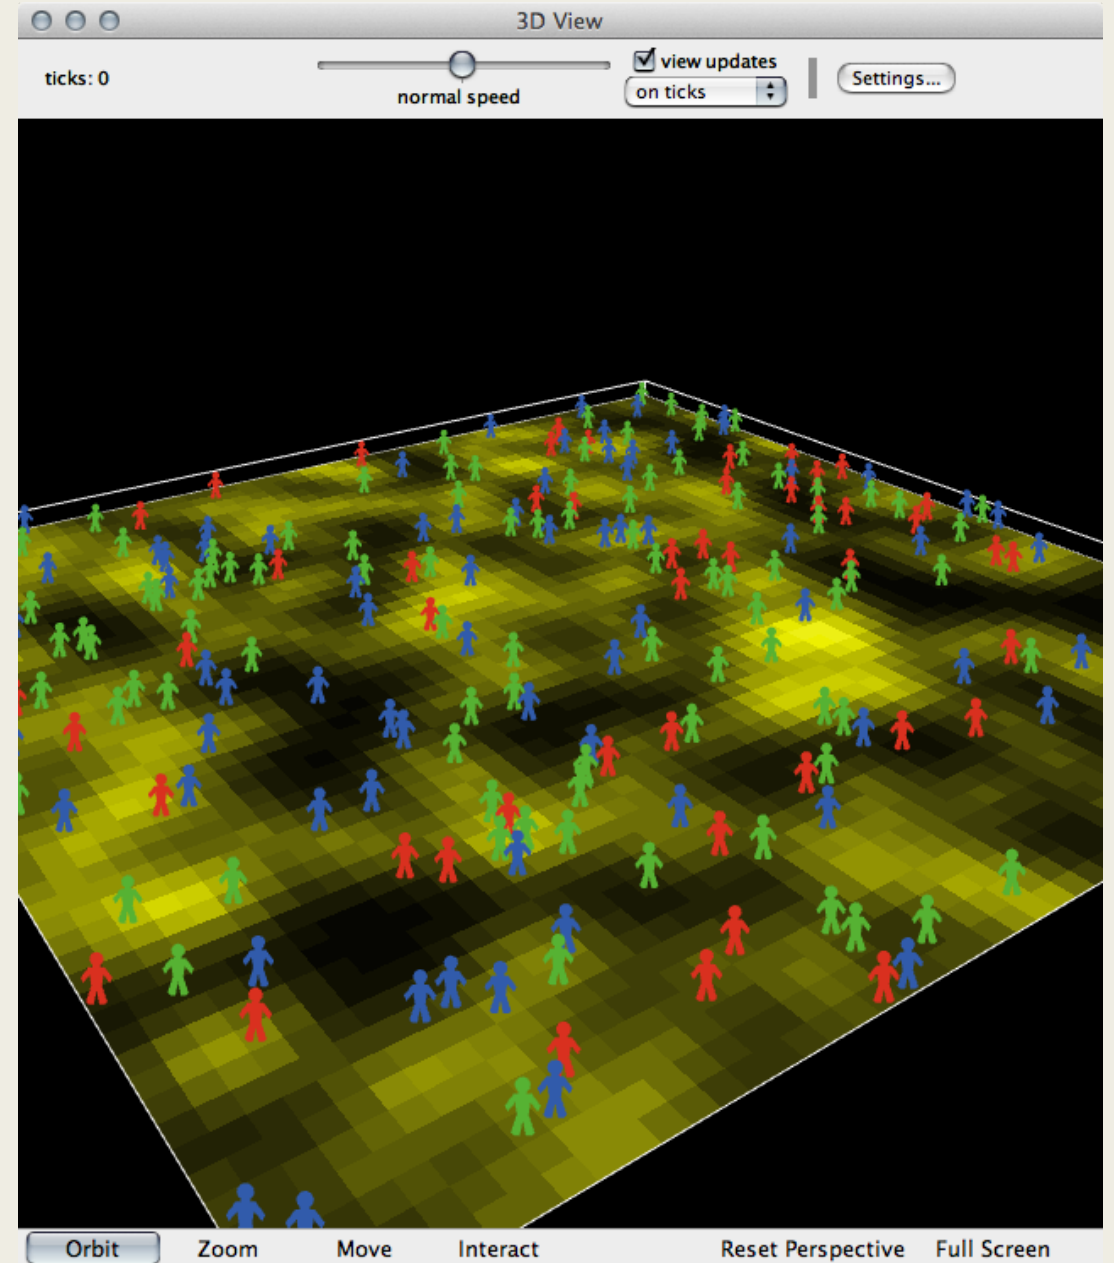 3D View
ticks: 0
normal speed
view updates
on ticks
Settings...
Orbit Zoom Move Interact Reset Perspective Full Screen